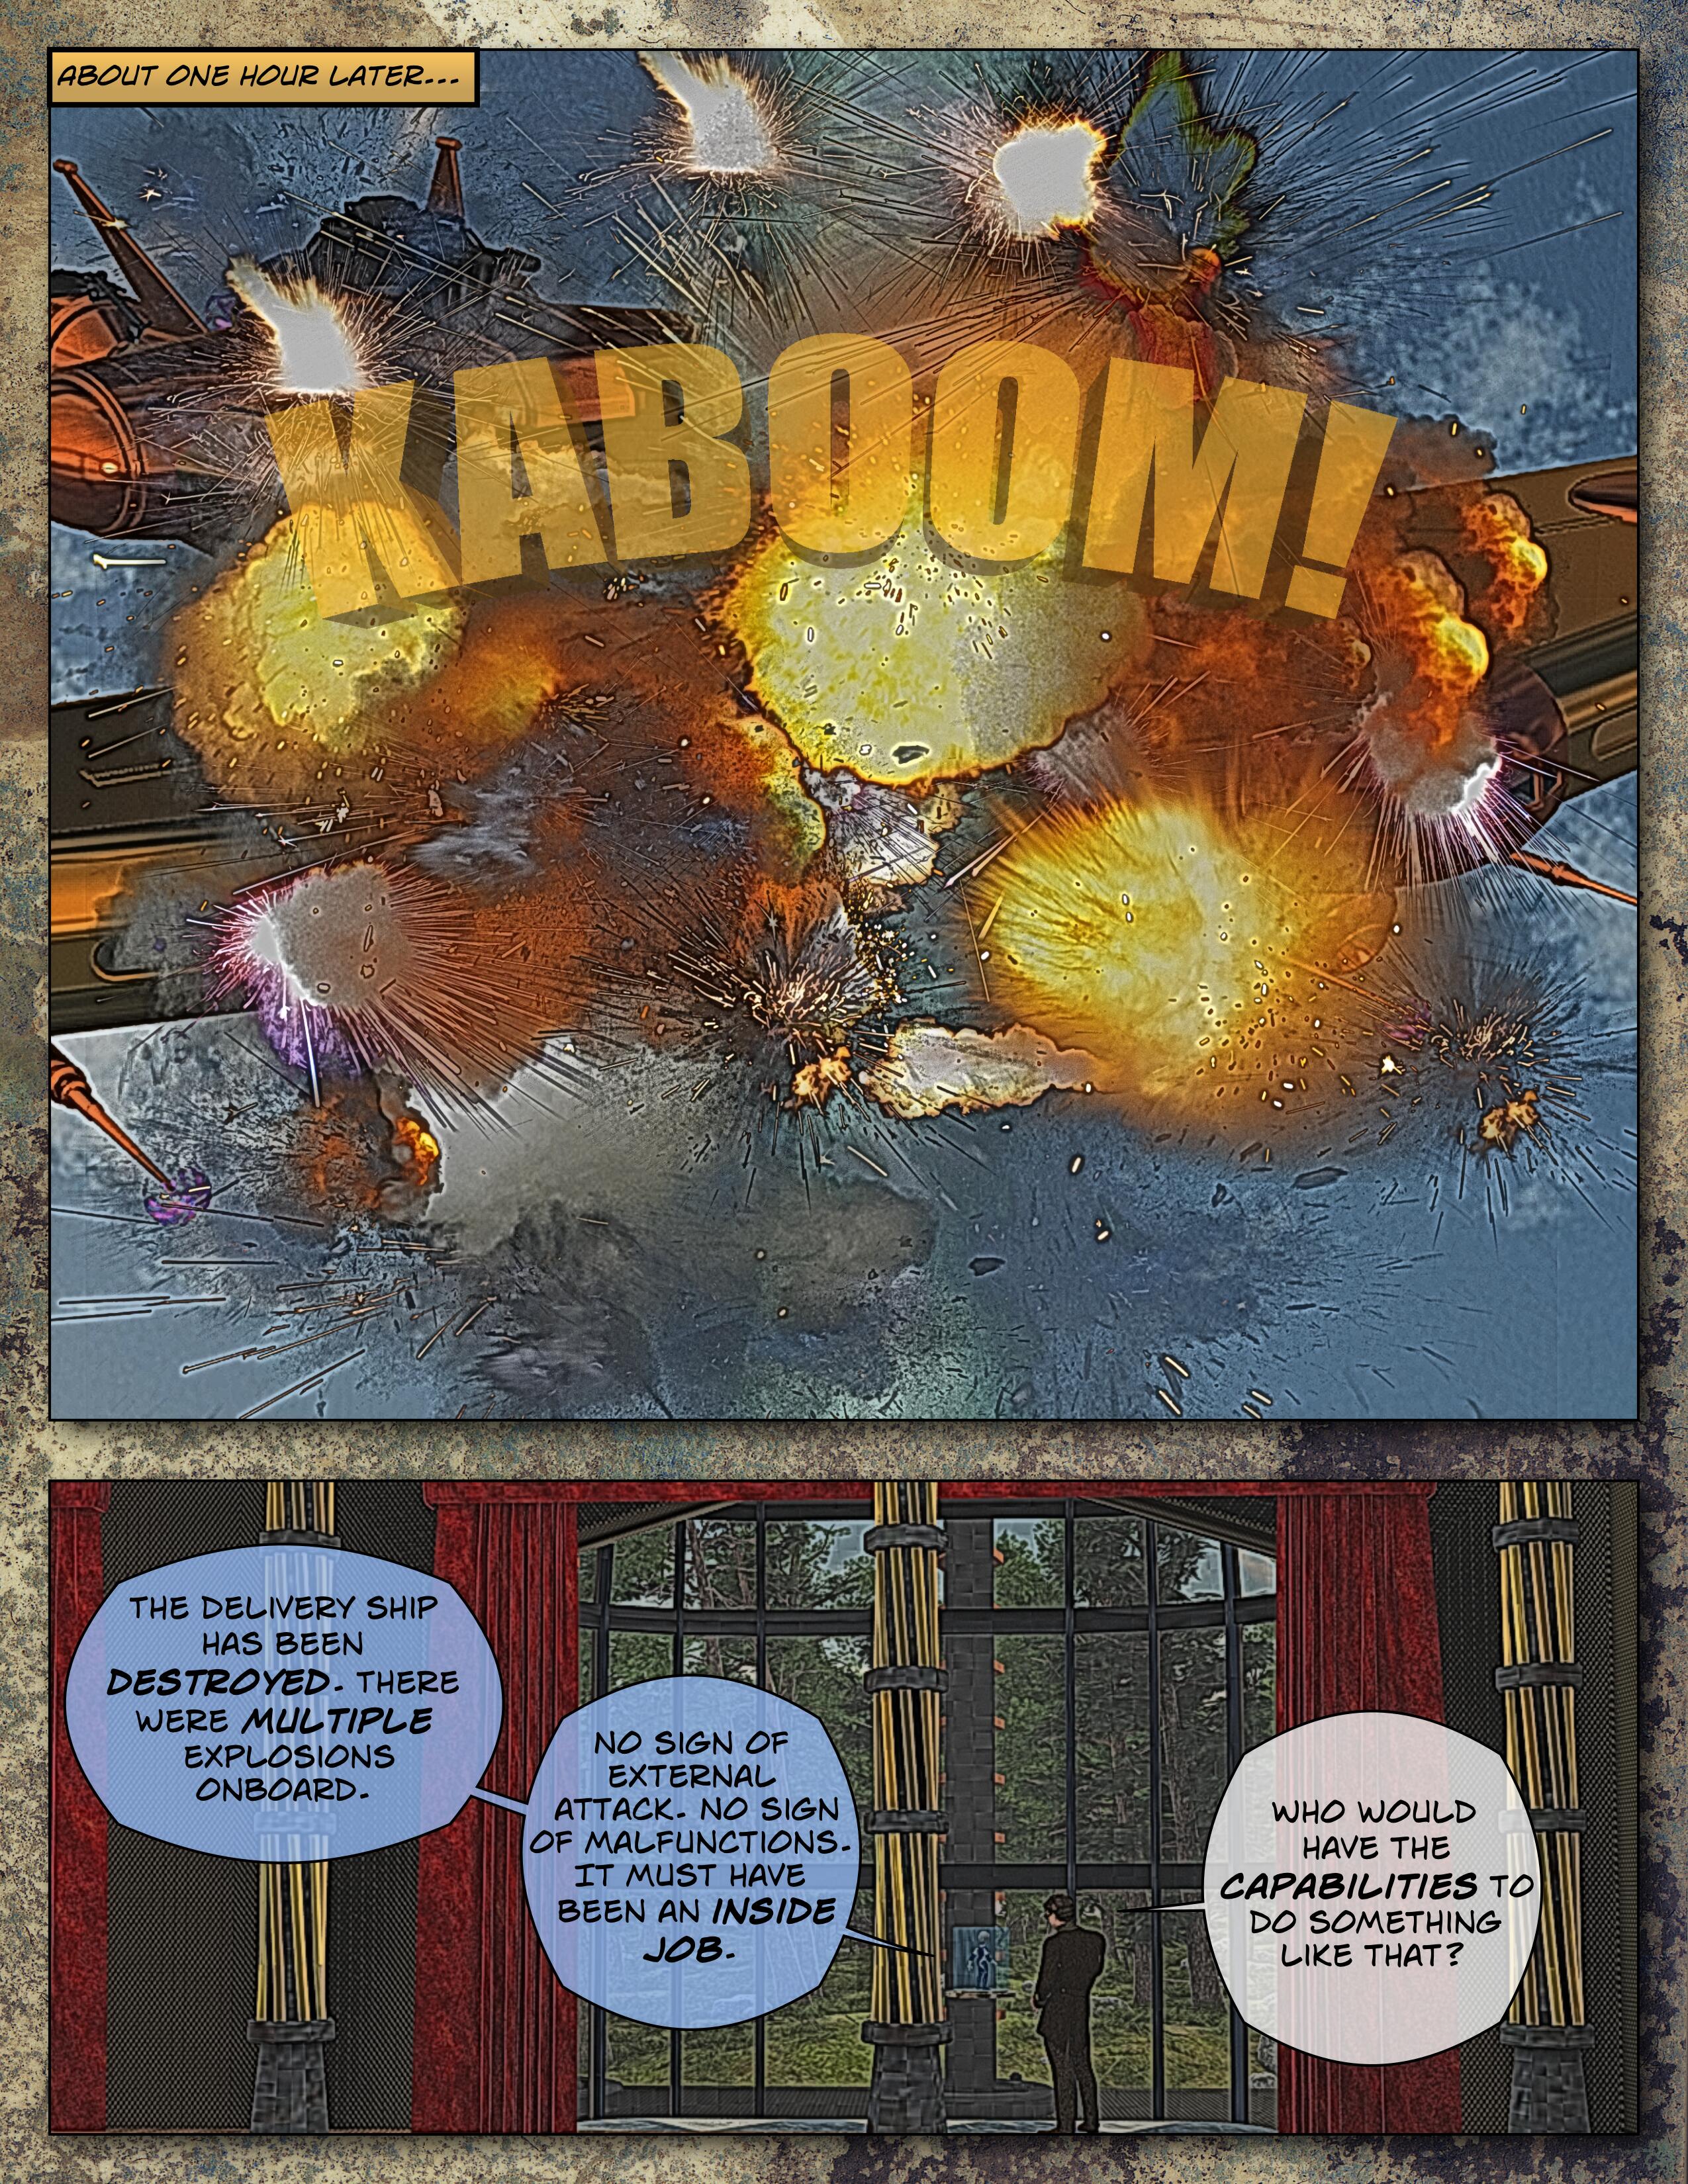 ABOUT ONE HOUR LATER...
KABOOM!
THE DELIVERY SHIP
HAS BEEN
DESTROYED. THERE
WERE MULTIPLE
EXPLOSIONS
ONBOARD.
NO SIGN OF
EXTERNAL
ATTACK. NO SIGN
OF MALFUNCTIONS.
IT MUST HAVE
BEEN AN INSIDE
JOB.
WHO WOULD
HAVE THE
CAPABILITIES TO
DO SOMETHING
LIKE THAT?